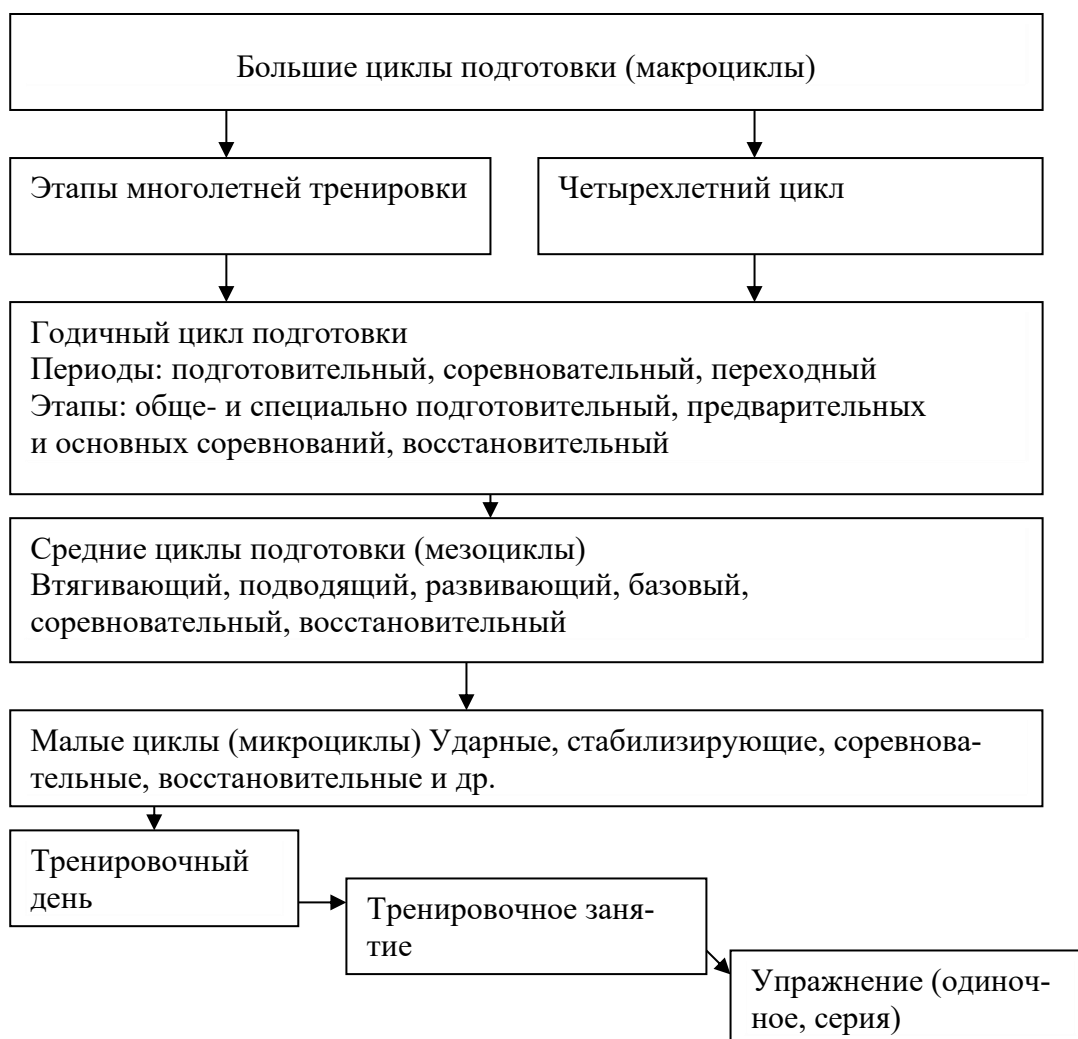 Большие циклы подготовки (макроциклы)
Этапы многолетней тренировки
Четырехлетний цикл
Годичный цикл подготовки
Периоды: подготовительный, соревновательный, переходный
Этапы: обще- и специально подготовительный, предварительных
и основных соревнований, восстановительный
Средние циклы подготовки (мезоциклы)
Втягивающий, подводящий, развивающий, базовый,
соревновательный, восстановительный
Малые циклы (микроциклы) Ударные, стабилизирующие, соревнова-
тельные, восстановительные и др.
Тренировочный
день
Тренировочное заня-
тие
Упражнение (одиноч-
ное, серия)